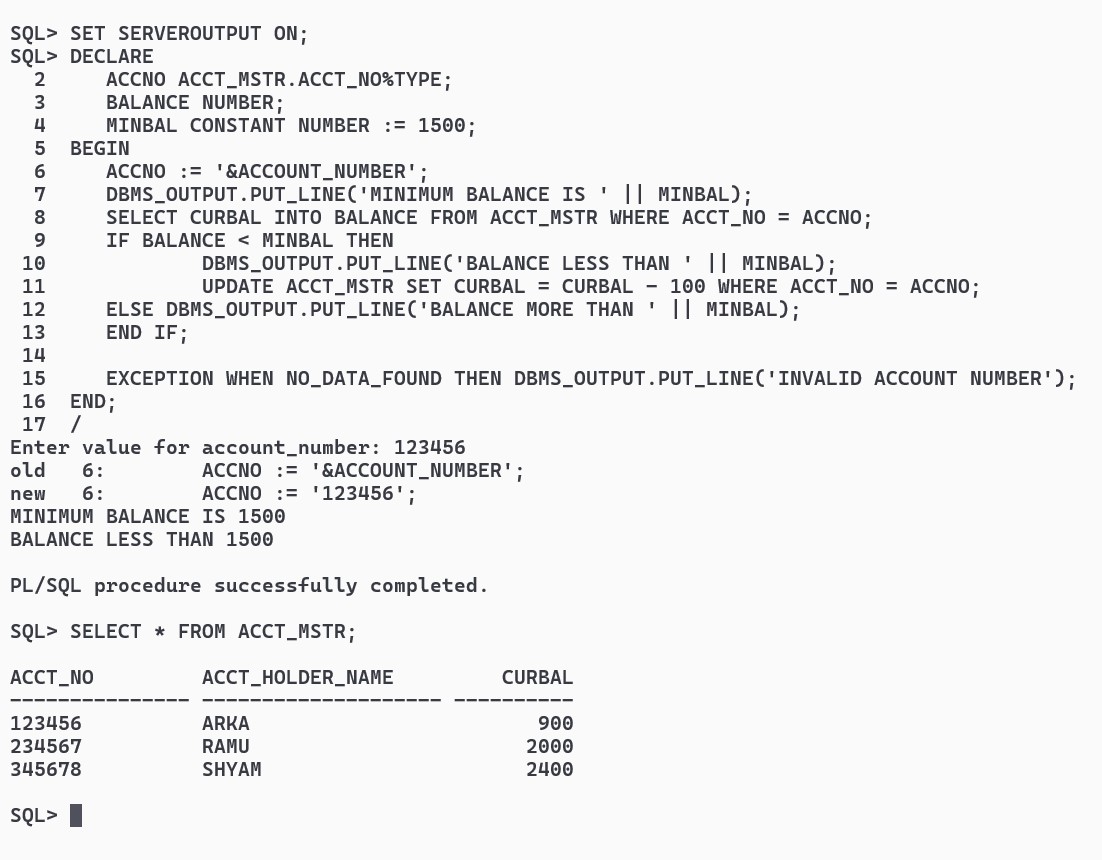 SQL> SET SERVEROUTPUT ON;
SQL> DECLARE
  2     ACCNO ACCT_MSTR.ACCT_NO%TYPE;
  3     BALANCE NUMBER;
  4     MINBAL CONSTANT NUMBER := 1500;
  5  BEGIN
  6     ACCNO := '&ACCOUNT_NUMBER';
  7     DBMS_OUTPUT.PUT_LINE('MINIMUM BALANCE IS ' || MINBAL);
  8     SELECT CURBAL INTO BALANCE FROM ACCT_MSTR WHERE ACCT_NO = ACCNO;
  9     IF BALANCE < MINBAL THEN
 10             DBMS_OUTPUT.PUT_LINE('BALANCE LESS THAN ' || MINBAL);
 11             UPDATE ACCT_MSTR SET CURBAL = CURBAL - 100 WHERE ACCT_NO = ACCNO;
 12     ELSE DBMS_OUTPUT.PUT_LINE('BALANCE MORE THAN ' || MINBAL);
 13     END IF;
 14
 15     EXCEPTION WHEN NO_DATA_FOUND THEN DBMS_OUTPUT.PUT_LINE('INVALID ACCOUNT NUMBER');
 16  END;
 17  /
Enter value for account_number: 123456
old   6:        ACCNO := '&ACCOUNT_NUMBER';
new   6:        ACCNO := '123456';
MINIMUM BALANCE IS 1500
BALANCE LESS THAN 1500

PL/SQL procedure successfully completed.

SQL> SELECT * FROM ACCT_MSTR;

ACCT_NO         ACCT_HOLDER_NAME         CURBAL
--------------- -------------------- ----------
123456          ARKA                        900
234567          RAMU                       2000
345678          SHYAM                      2400

SQL>